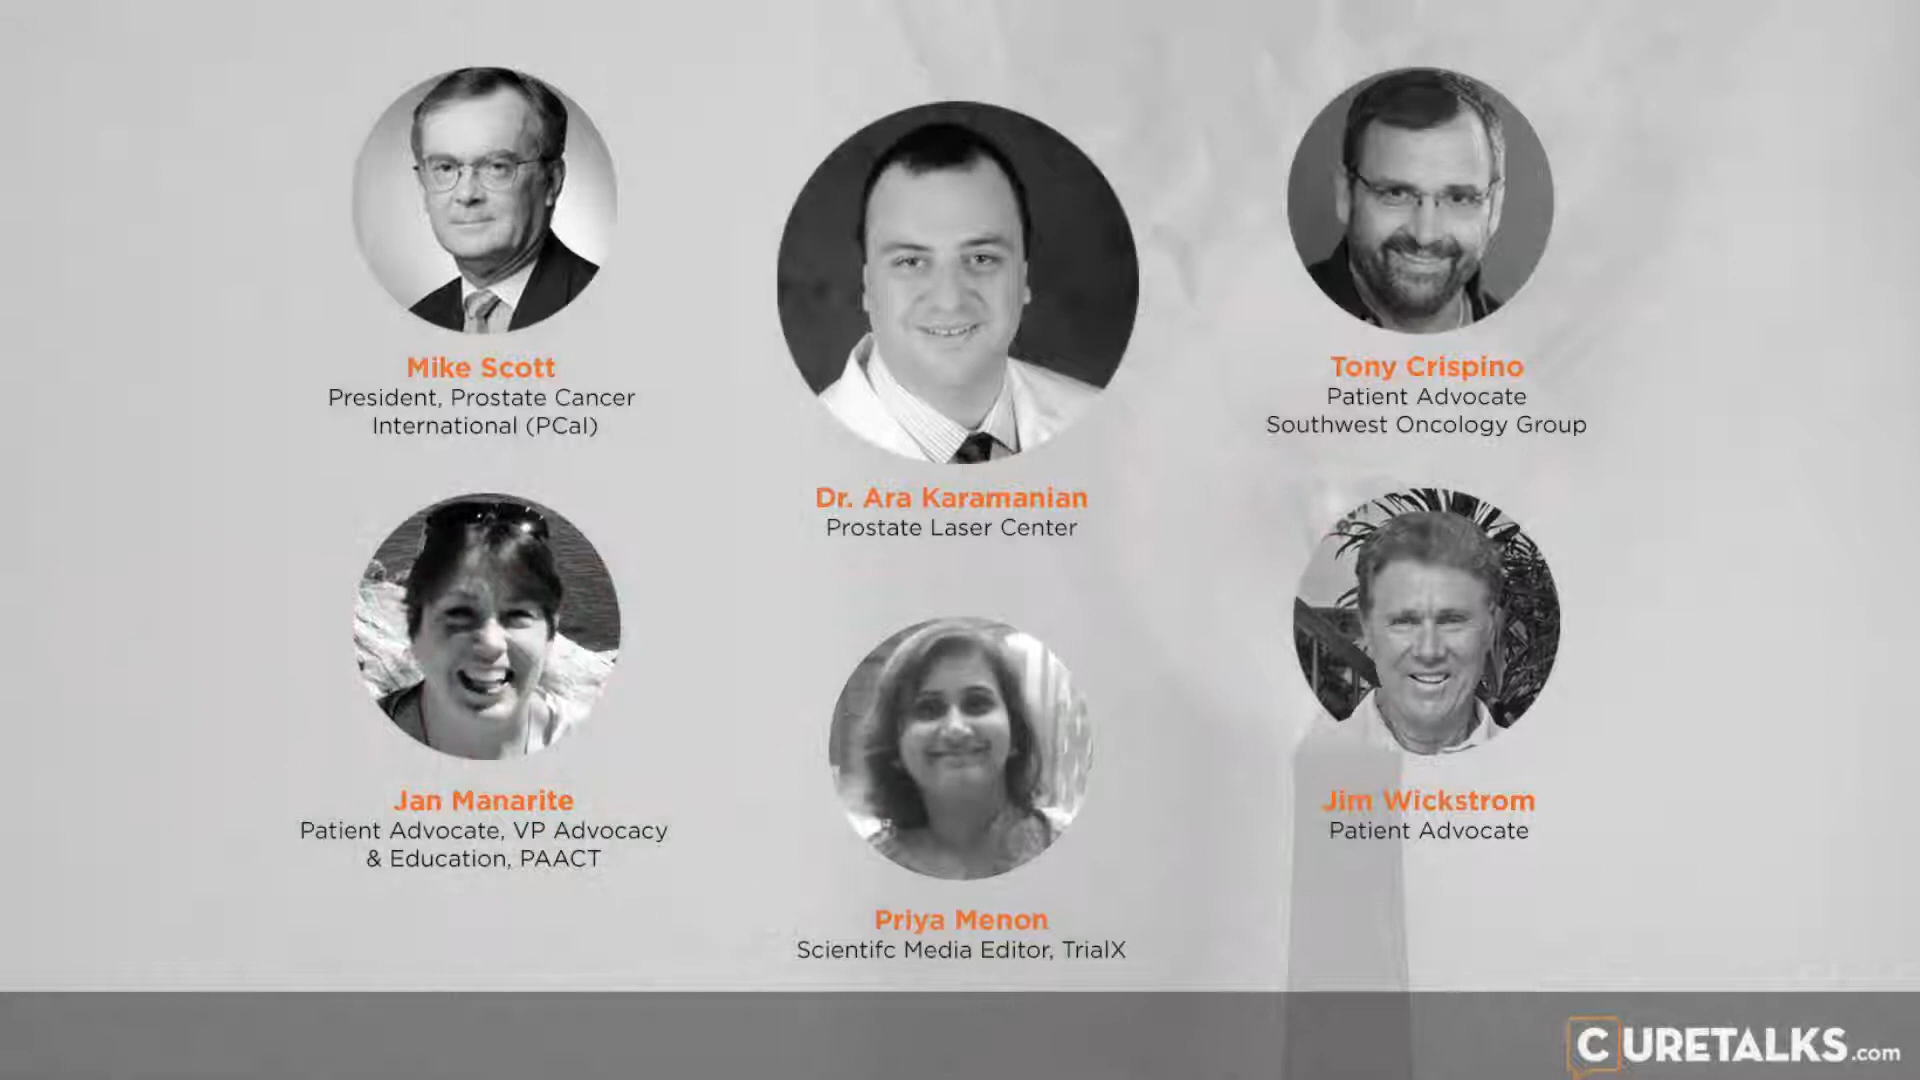 Mike Scott
President, Prostate Cancer
International (PCaI)
Dr. Ara Karamanian
Prostate Laser Center
Tony Crispino
Patient Advocate
Southwest Oncology Group
Jan Manarite
Patient Advocate, VP Advocacy
& Education, PAACT
Priya Menon
Scientifc Media Editor, TrialX
Jim Wickstrom
Patient Advocate
CURETALKS.com